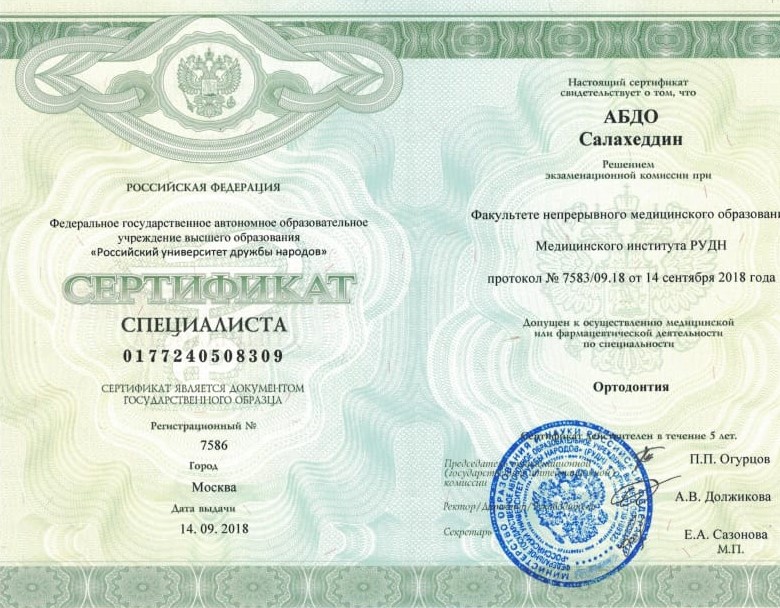 РОССИЙСКАЯ ФЕДЕРАЦИЯ
Федеральное государственное автономное образовательное
учреждение высшего образования
«Российский университет дружбы народов»
СЕРТИФИКАТ
СПЕЦИАЛИСТА
0177240508309
СЕРТИФИКАТ ЯВЛЯЕТСЯ ДОКУМЕНТОМ
ГОСУДАРСТВЕННОГО ОБРАЗЦА
Регистрационный №
7586
Город
Москва
Дата выдачи
14. 09. 2018
Настоящий сертификат
свидетельствует о том, что
АБДО
Салахеддин
Решением
экзаменационной комиссии при
Факультете непрерывного медицинского образовани
Медицинского института РУДН
протокол № 7583/09.18 от 14 сентября 2018 года
Допущен к осуществлению медицинской
или фармацевтической деятельности
по специальности
Ортодонтия
Сертификат действителен в течение 5 лет.
Председатель
комиссии
П.П. Огурцов
Ректор/
А.В. Должикова
Секретарь
Е.А. Сазонова
М.П.